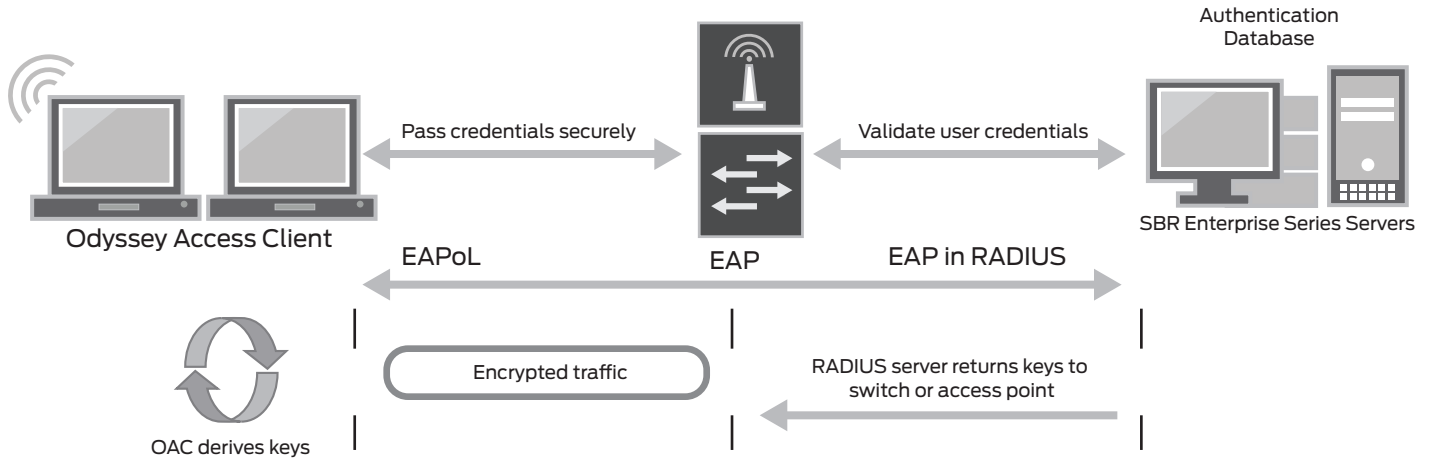 Authentication
Database
Pass credentials securely
Validate user credentials
Odyssey Access Client
SBR Enterprise Series Servers
EAPoL
EAP
EAP in RADIUS
Encrypted traffic
RADIUS server returns keys to
switch or access point
OAC derives keys